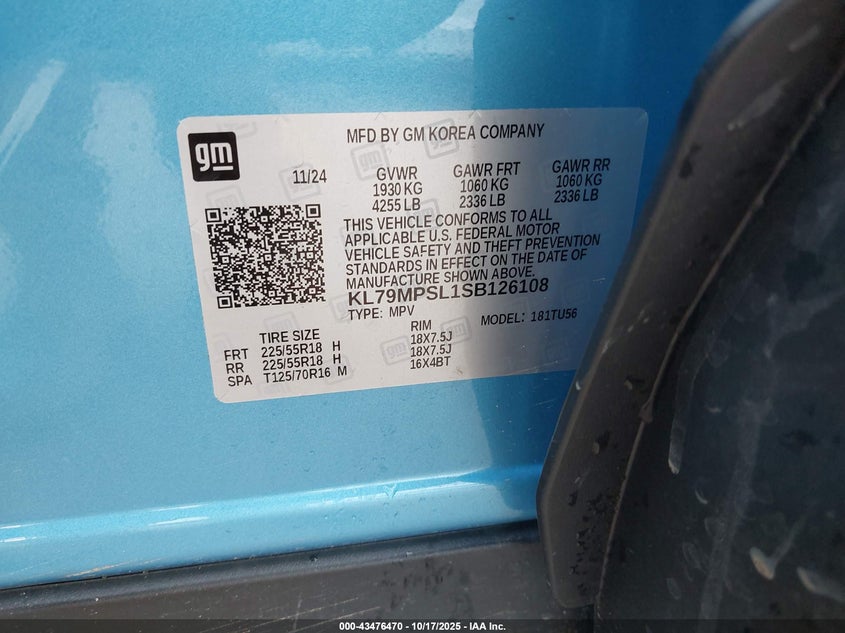 gm
MFD BY GM KOREA COMPANY
11/24
GVWR GAWR FRT GAWR RR
1930 KG 1060 KG 1060 KG
4255 LB 2336 LB 2336 LB
THIS VEHICLE CONFORMS TO ALL
APPLICABLE U.S. FEDERAL MOTOR
VEHICLE SAFETY AND THEFT PREVENTION
STANDARDS IN EFFECT ON THE DATE OF
MANUFACTURE SHOWN ABOVE.
KL79MPSL1SB126108
TYPE: MPV MODEL: 181TU56
TIRE SIZE RIM
FRT 225/55R18 H 18X7.5J
RR 225/55R18 H 18X7.5J
SPA T125/70R16 M 16X4BT
000-43476470 - 10/17/2025 - IAA Inc.